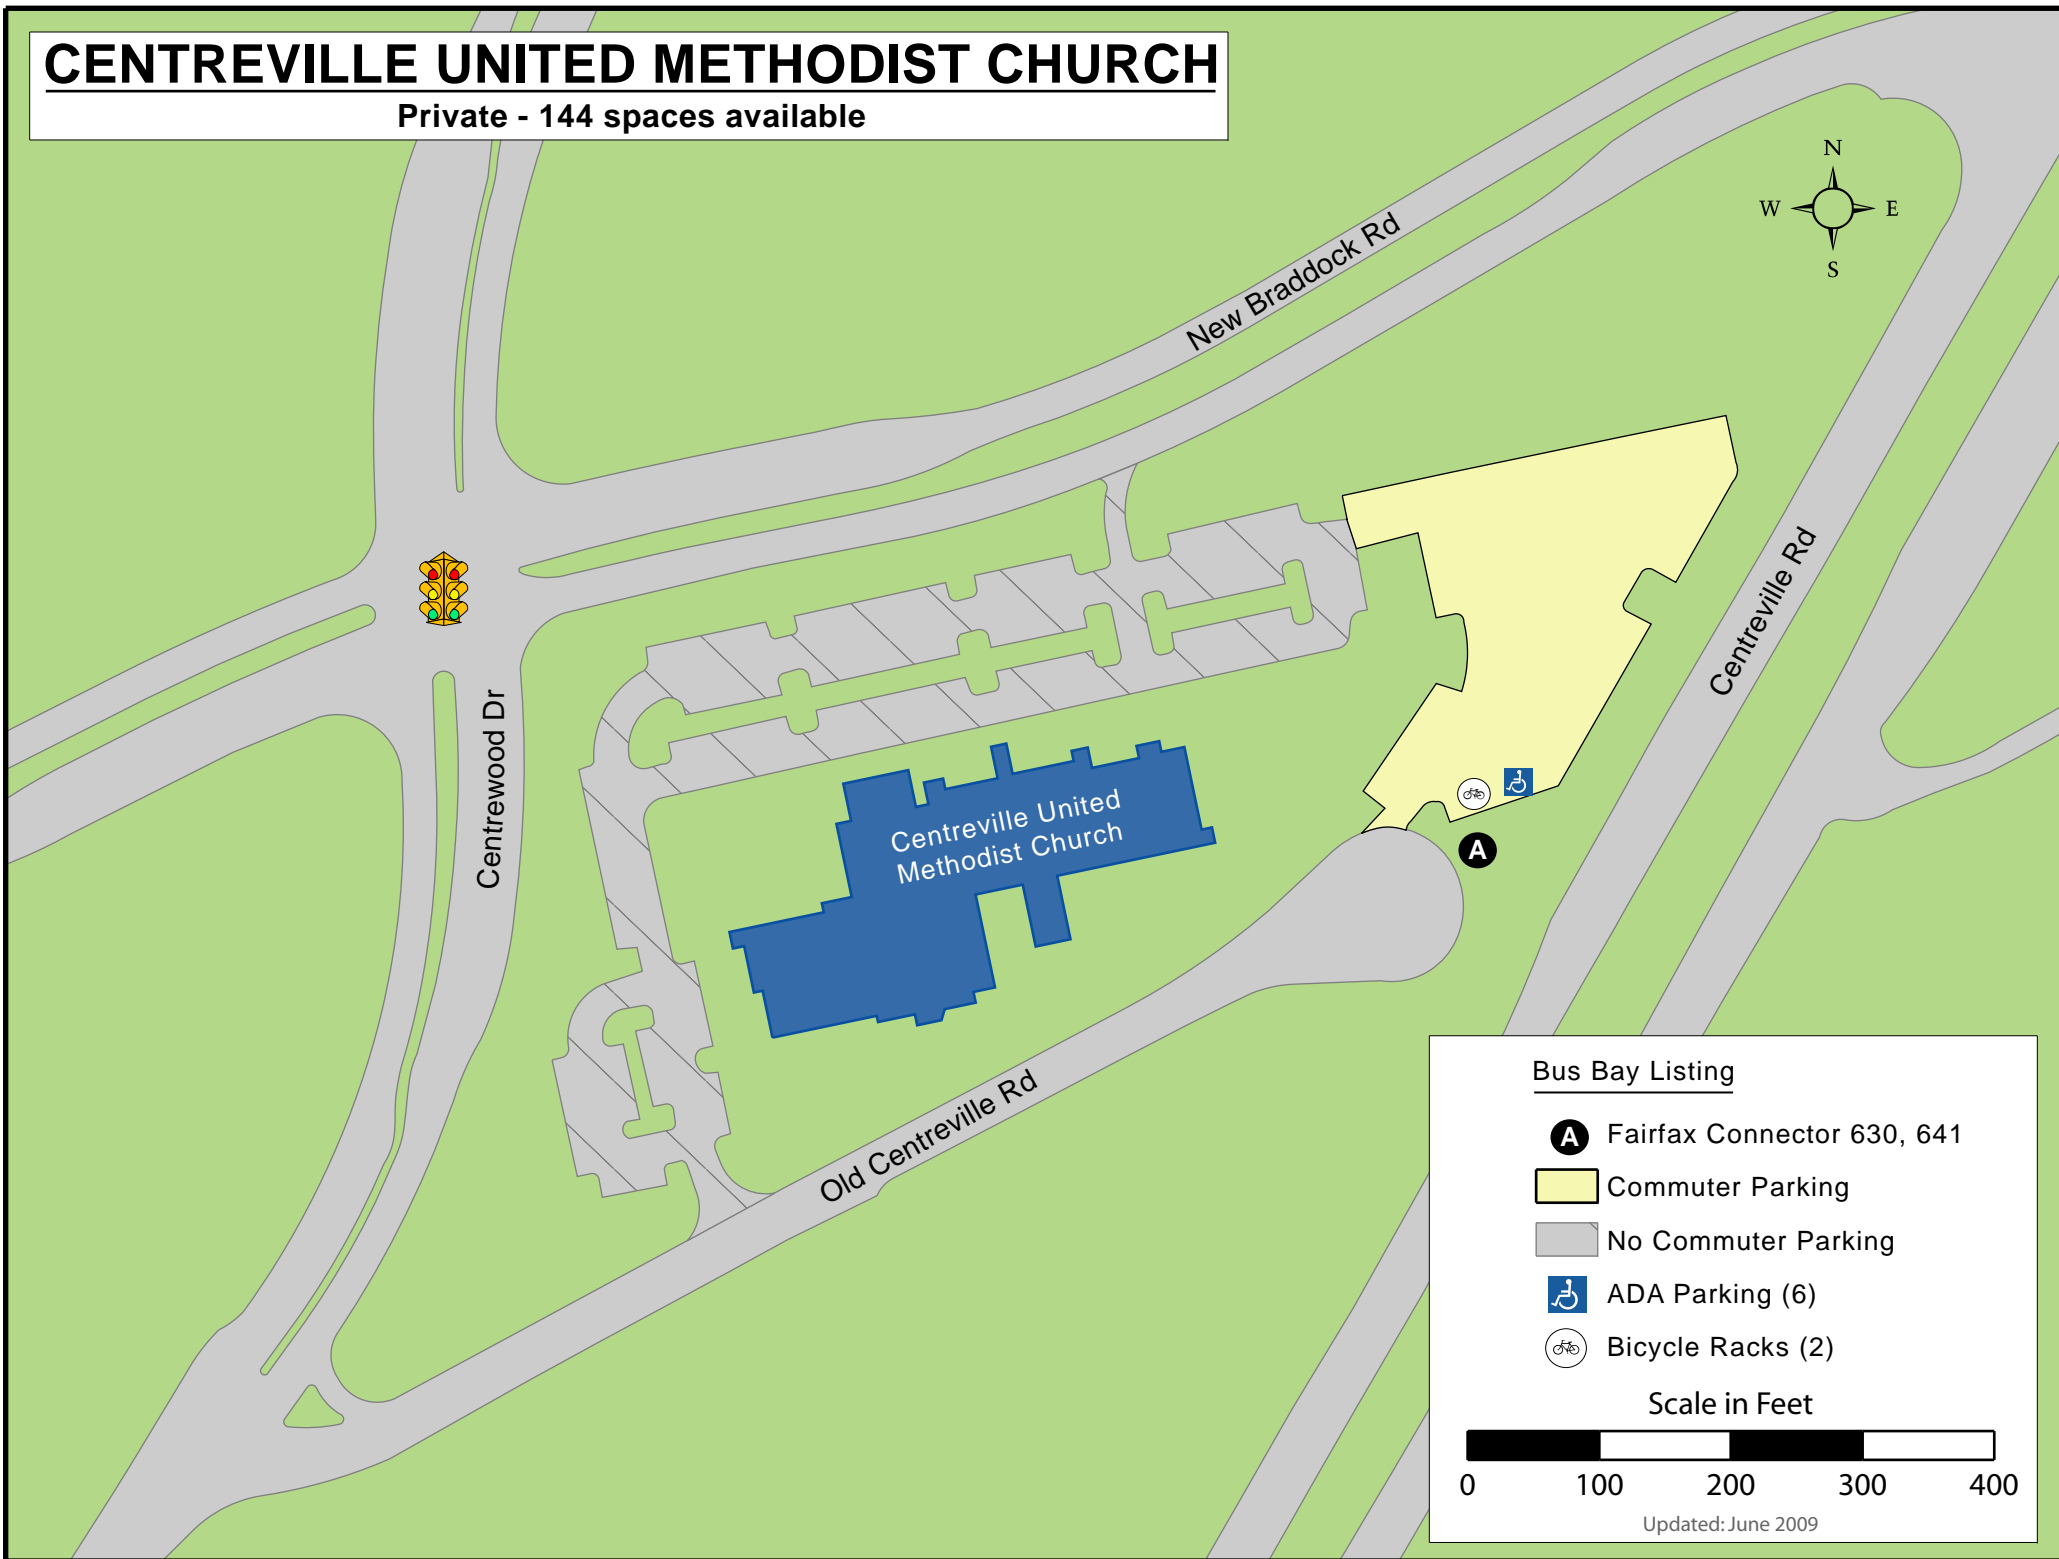 CENTREVILLE UNITED METHODIST CHURCH
Private - 144 spaces available
N
W E
S
New Braddock Rd
Centreville Rd
Centrewood Dr
Centreville United
Methodist Church
A
Old Centreville Rd
Bus Bay Listing
A Fairfax Connector 630, 641
Commuter Parking
No Commuter Parking
ADA Parking (6)
Bicycle Racks (2)
Scale in Feet
0 100 200 300 400
Updated: June 2009